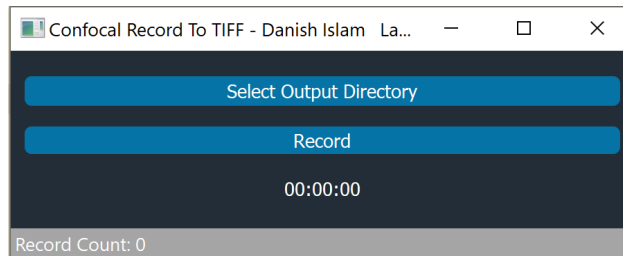 Confocal Record To TIFF - Danish Islam La...
Select Output Directory
Record
00:00:00
Record Count: 0